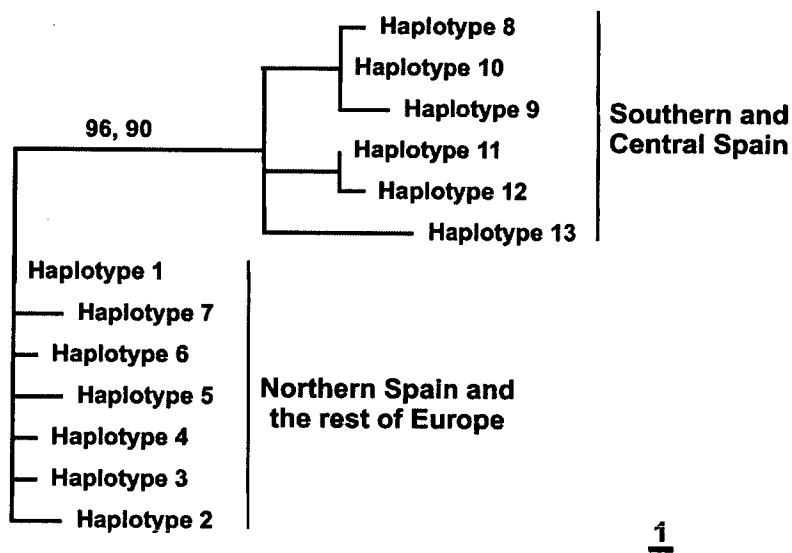 Haplotype 8
Haplotype 10
Haplotype 9
96, 90
Southern and
Central Spain
Haplotype 11
Haplotype 12
Haplotype 13
Haplotype 1
Haplotype 7
Haplotype 6
Haplotype 5
Northern Spain and
the rest of Europe
Haplotype 4
Haplotype 3
Haplotype 2
1